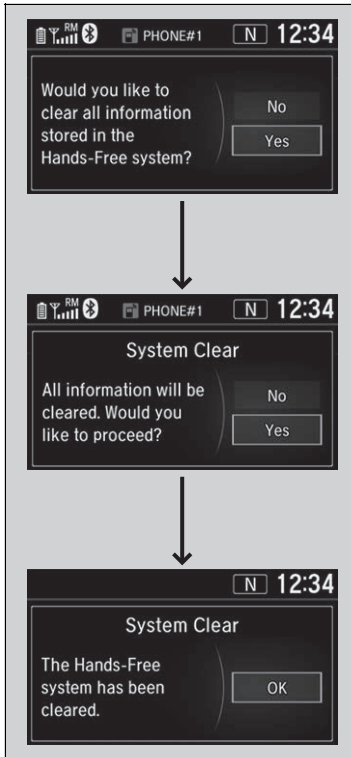 RM PHONE#1 N 12:34
Would you like to
clear all information
stored in the
Hands-Free system?
No
Yes
RM PHONE#1 N 12:34
System Clear
All information will be
cleared. Would you
like to proceed?
No
Yes
N 12:34
System Clear
The Hands-Free
system has been
cleared.
OK